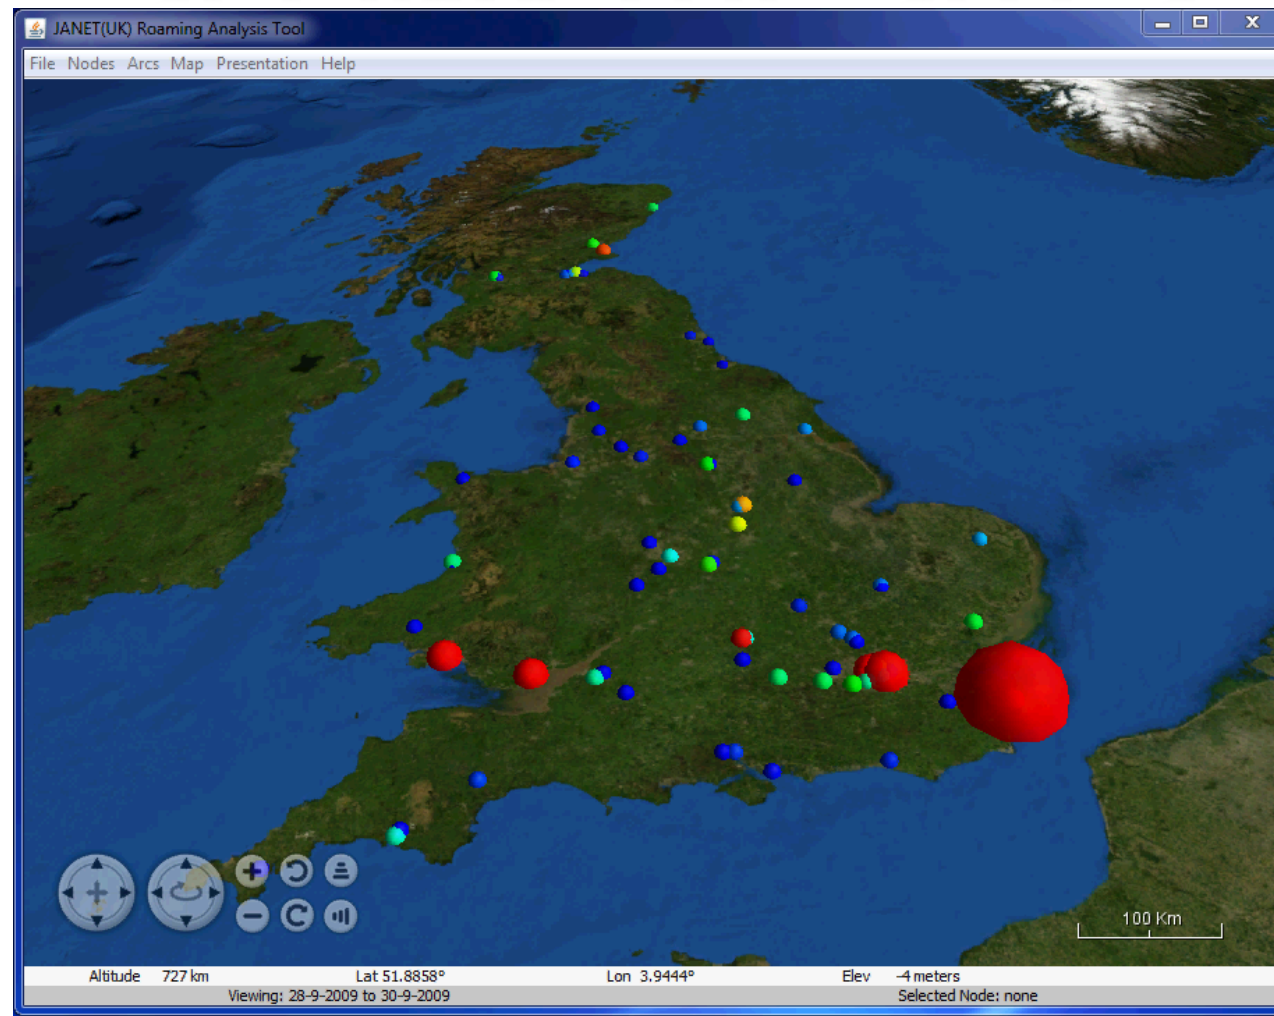 JANET(UK) Roaming Analysis Tool
File Nodes Arcs Map Presentation Help
100 Km
Altitude 727 km Lat 51.8858° Lon 3.9444° Elev -4 meters
Viewing: 28-9-2009 to 30-9-2009 Selected Node: none